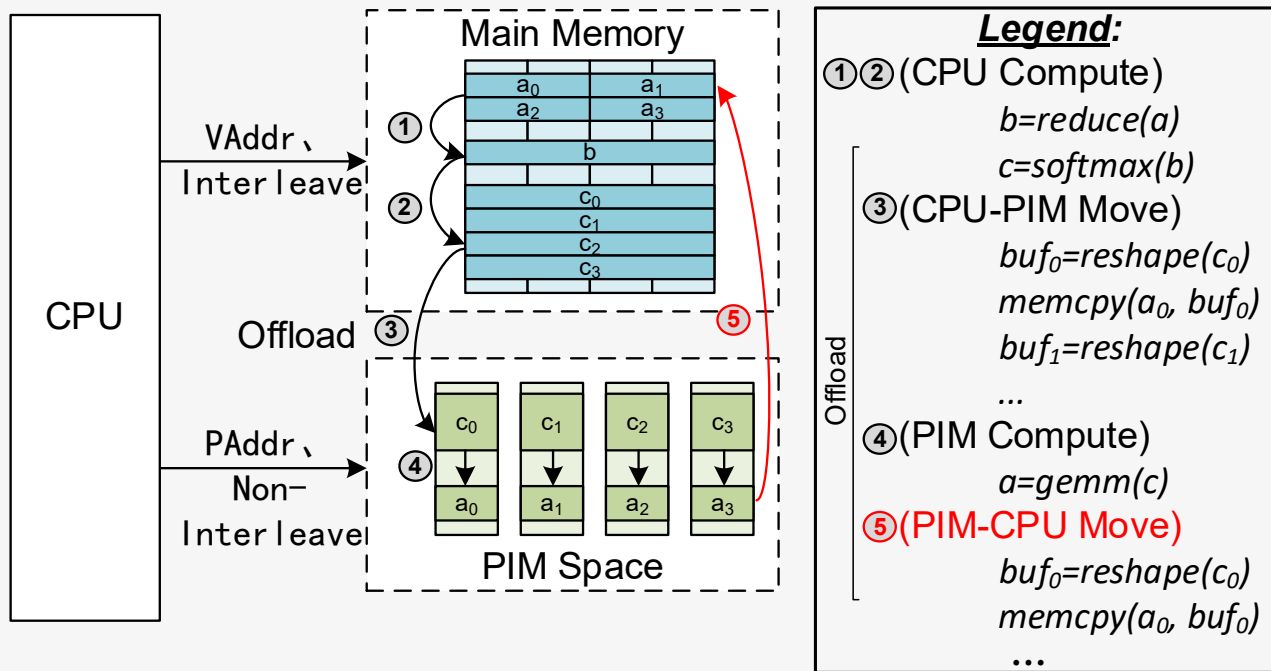 CPU
VAddr、
Interleave
PAddr、
Non-
Interleave
Main Memory
a0 a1
a2 a3
b
c0
c1
c2
c3
①
②
Offload ③
⑤
④
c0 c1 c2 c3
a0 a1 a2 a3
PIM Space
Legend:
①②(CPU Compute)
b=reduce(a)
c=softmax(b)
③(CPU-PIM Move)
buf0=reshape(c0)
memcpy(a0, buf0)
buf1=reshape(c1)
...
④(PIM Compute)
a=gemm(c)
⑤(PIM-CPU Move)
buf0=reshape(c0)
memcpy(a0, buf0)
...
Offload